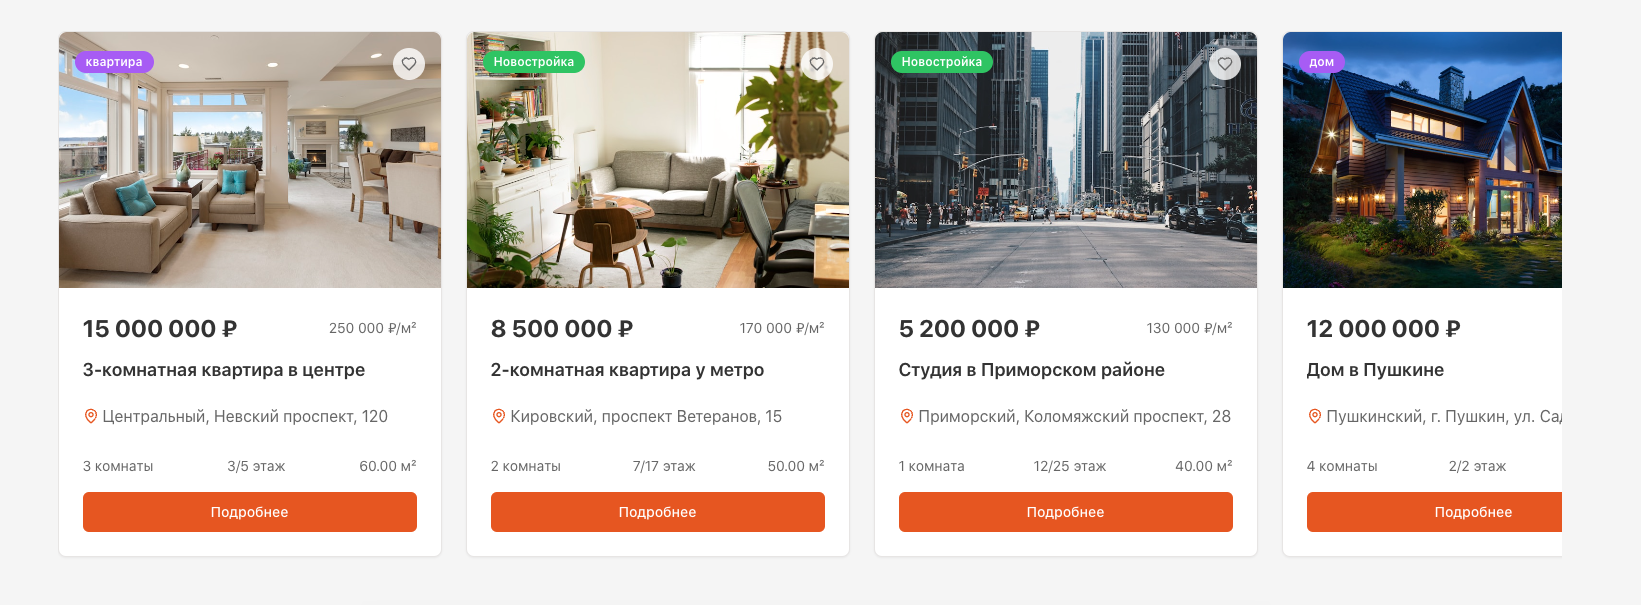 квартира
15 000 000 ₽
250 000 ₽/м²
3-комнатная квартира в центре
Центральный, Невский проспект, 120
3 комнаты
3/5 этаж
60.00 м²
Подробнее
Новостройка
8 500 000 ₽
170 000 ₽/м²
2-комнатная квартира у метро
Кировский, проспект Ветеранов, 15
2 комнаты
7/17 этаж
50.00 м²
Подробнее
Новостройка
5 200 000 ₽
130 000 ₽/м²
Студия в Приморском районе
Приморский, Коломяжский проспект, 28
1 комната
12/25 этаж
40.00 м²
Подробнее
дом
12 000 000 ₽
Дом в Пушкине
Пушкинский, г. Пушкин, ул.
4 комнаты
2/2 этаж
Подробнее